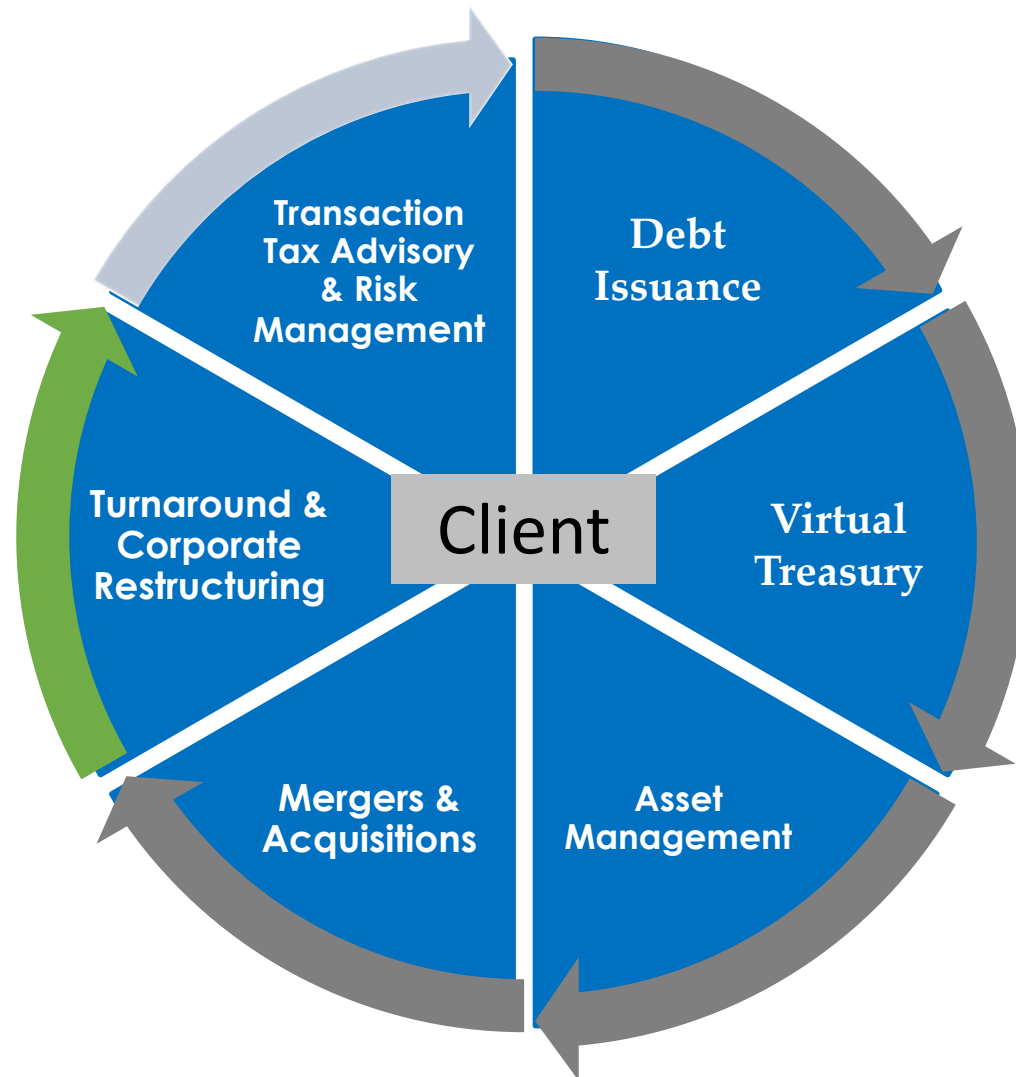 Transaction
Tax Advisory
& Risk
Management
Debt
Issuance
Turnaround &
Corporate
Restructuring
Client
Virtual
Treasury
Mergers &
Acquisitions
Asset
Management